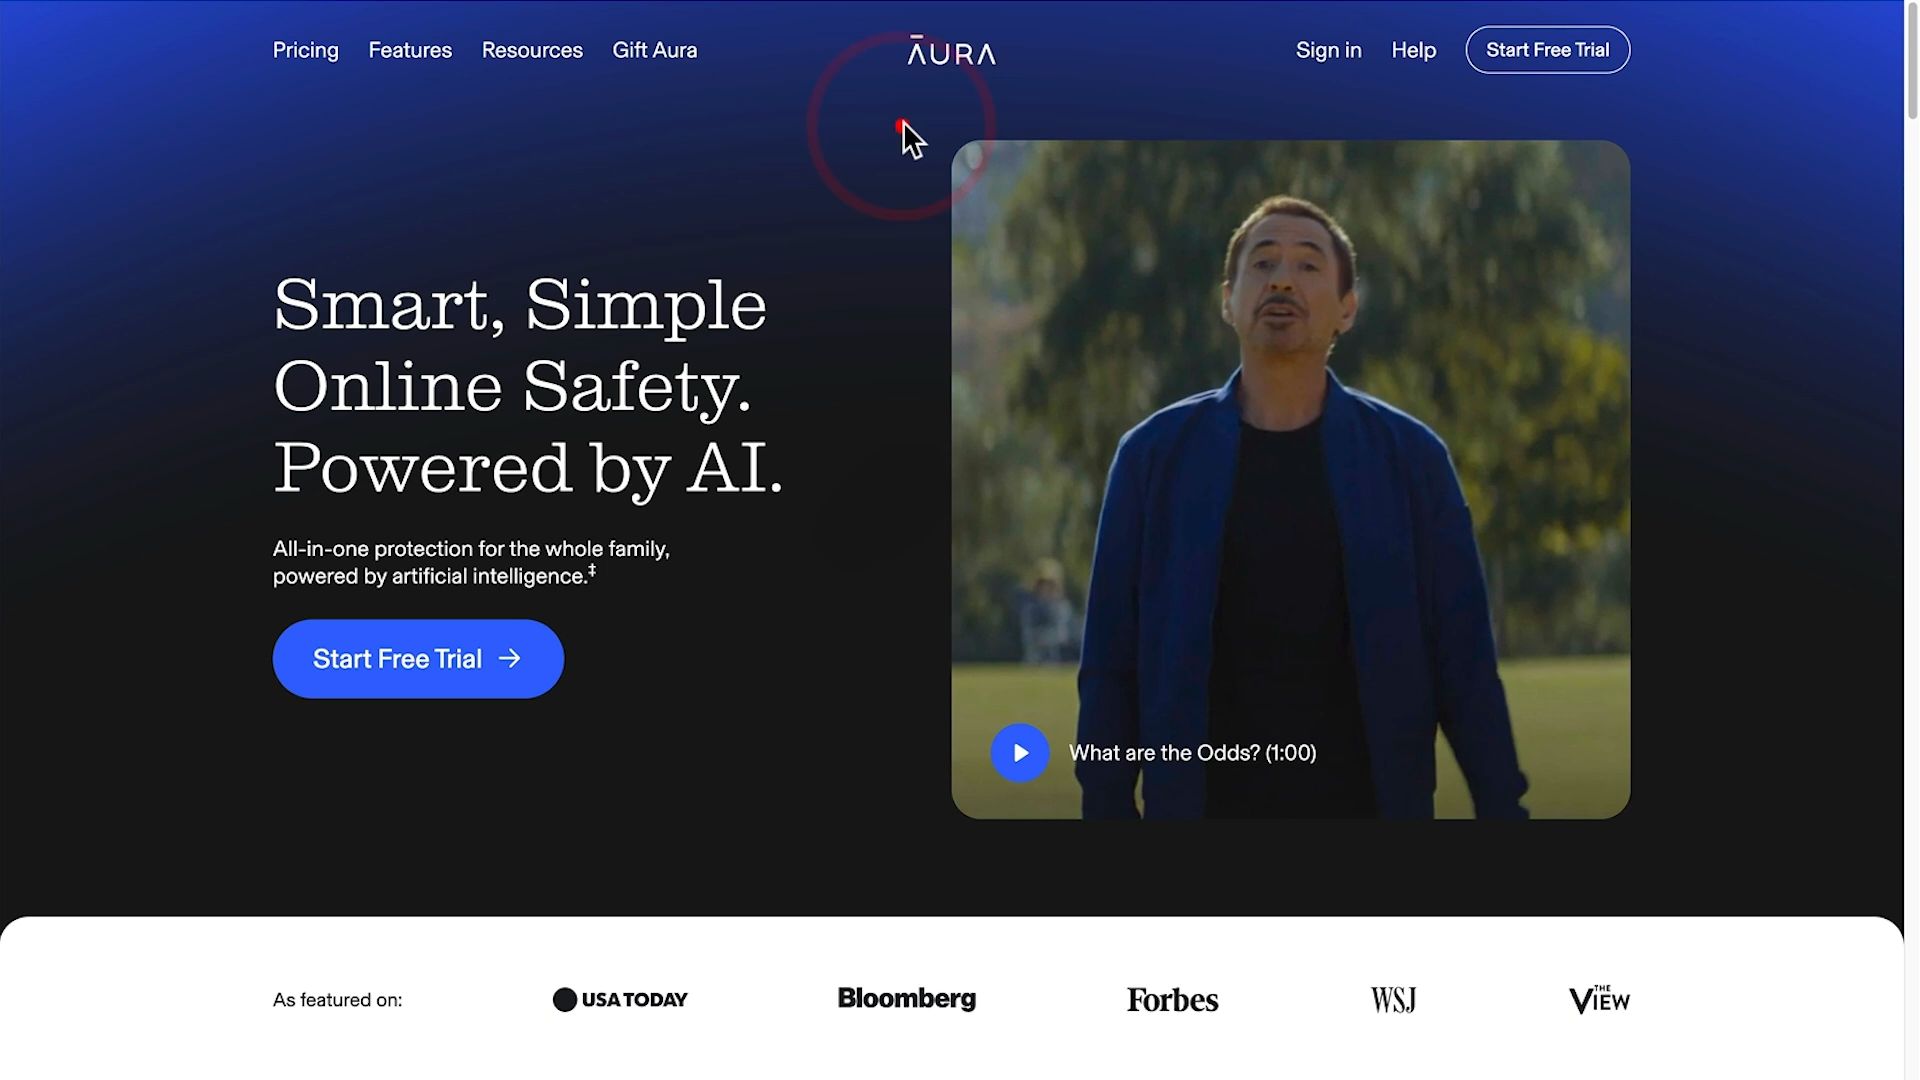 Pricing Features Resources Gift Aura
ĀURA
Sign in Help Start Free Trial
Smart, Simple
Online Safety.
Powered by AI.
All-in-one protection for the whole family,
powered by artificial intelligence.‡
Start Free Trial →
What are the Odds? (1:00)
As featured on:
USA TODAY
Bloomberg
Forbes
WSJ
THE
VIEW